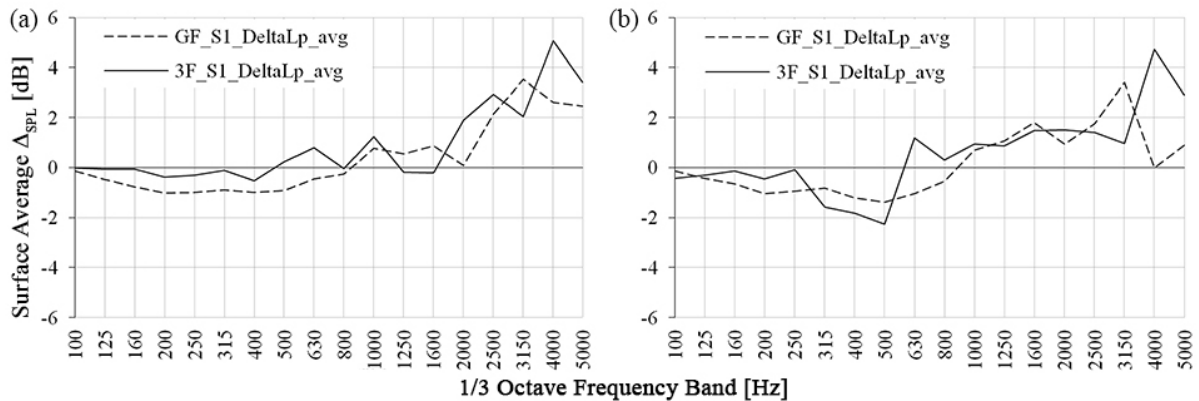 (a)
GF_S1_DeltaLp_avg
3F_S1_DeltaLp_avg
Surface Average Δ_SPL [dB]
6
4
2
0
-2
-4
-6
100 125 160 200 250 315 400 500 630 800 1000 1250 1600 2000 2500 3150 4000 5000
(b)
GF_S1_DeltaLp_avg
3F_S1_DeltaLp_avg
6
4
2
0
-2
-4
-6
100 125 160 200 250 315 400 500 630 800 1000 1250 1600 2000 2500 3150 4000 5000
1/3 Octave Frequency Band [Hz]